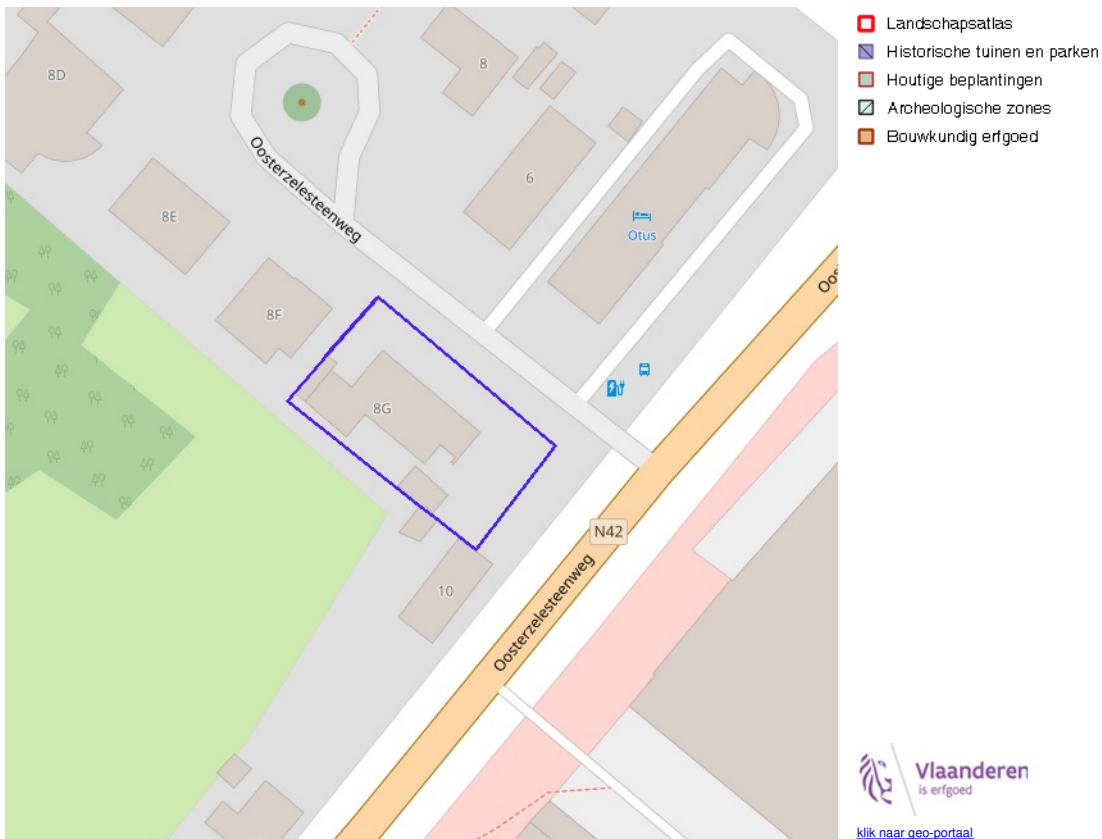 8D
8
8E
6
Oosterzelesteenweg
Otus
8F
8G
10
N42
Oosterzelesteenweg
Oos
Landschapsatlas
Historische tuinen en parken
Houtige beplantingen
Archeologische zones
Bouwkundig erfgoed
Vlaanderen
is erfgoed
klik naar geo-portaal